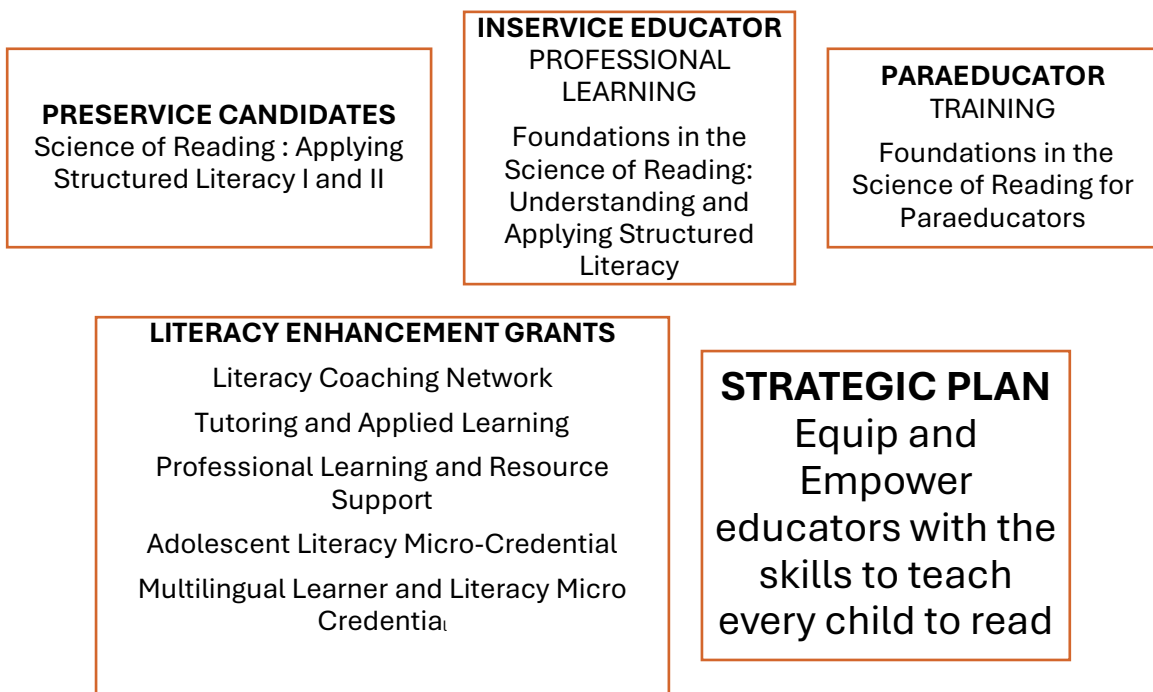 PRESERVICE CANDIDATES
Science of Reading : Applying
Structured Literacy I and II
INSERVICE EDUCATOR
PROFESSIONAL
LEARNING
Foundations in the
Science of Reading:
Understanding and
Applying Structured
Literacy
PARAEDUCATOR
TRAINING
Foundations in the
Science of Reading for
Paraeducators
LITERACY ENHANCEMENT GRANTS
Literacy Coaching Network
Tutoring and Applied Learning
Professional Learning and Resource
Support
Adolescent Literacy Micro-Credential
Multilingual Learner and Literacy Micro
Credential
STRATEGIC PLAN
Equip and
Empower
educators with the
skills to teach
every child to read